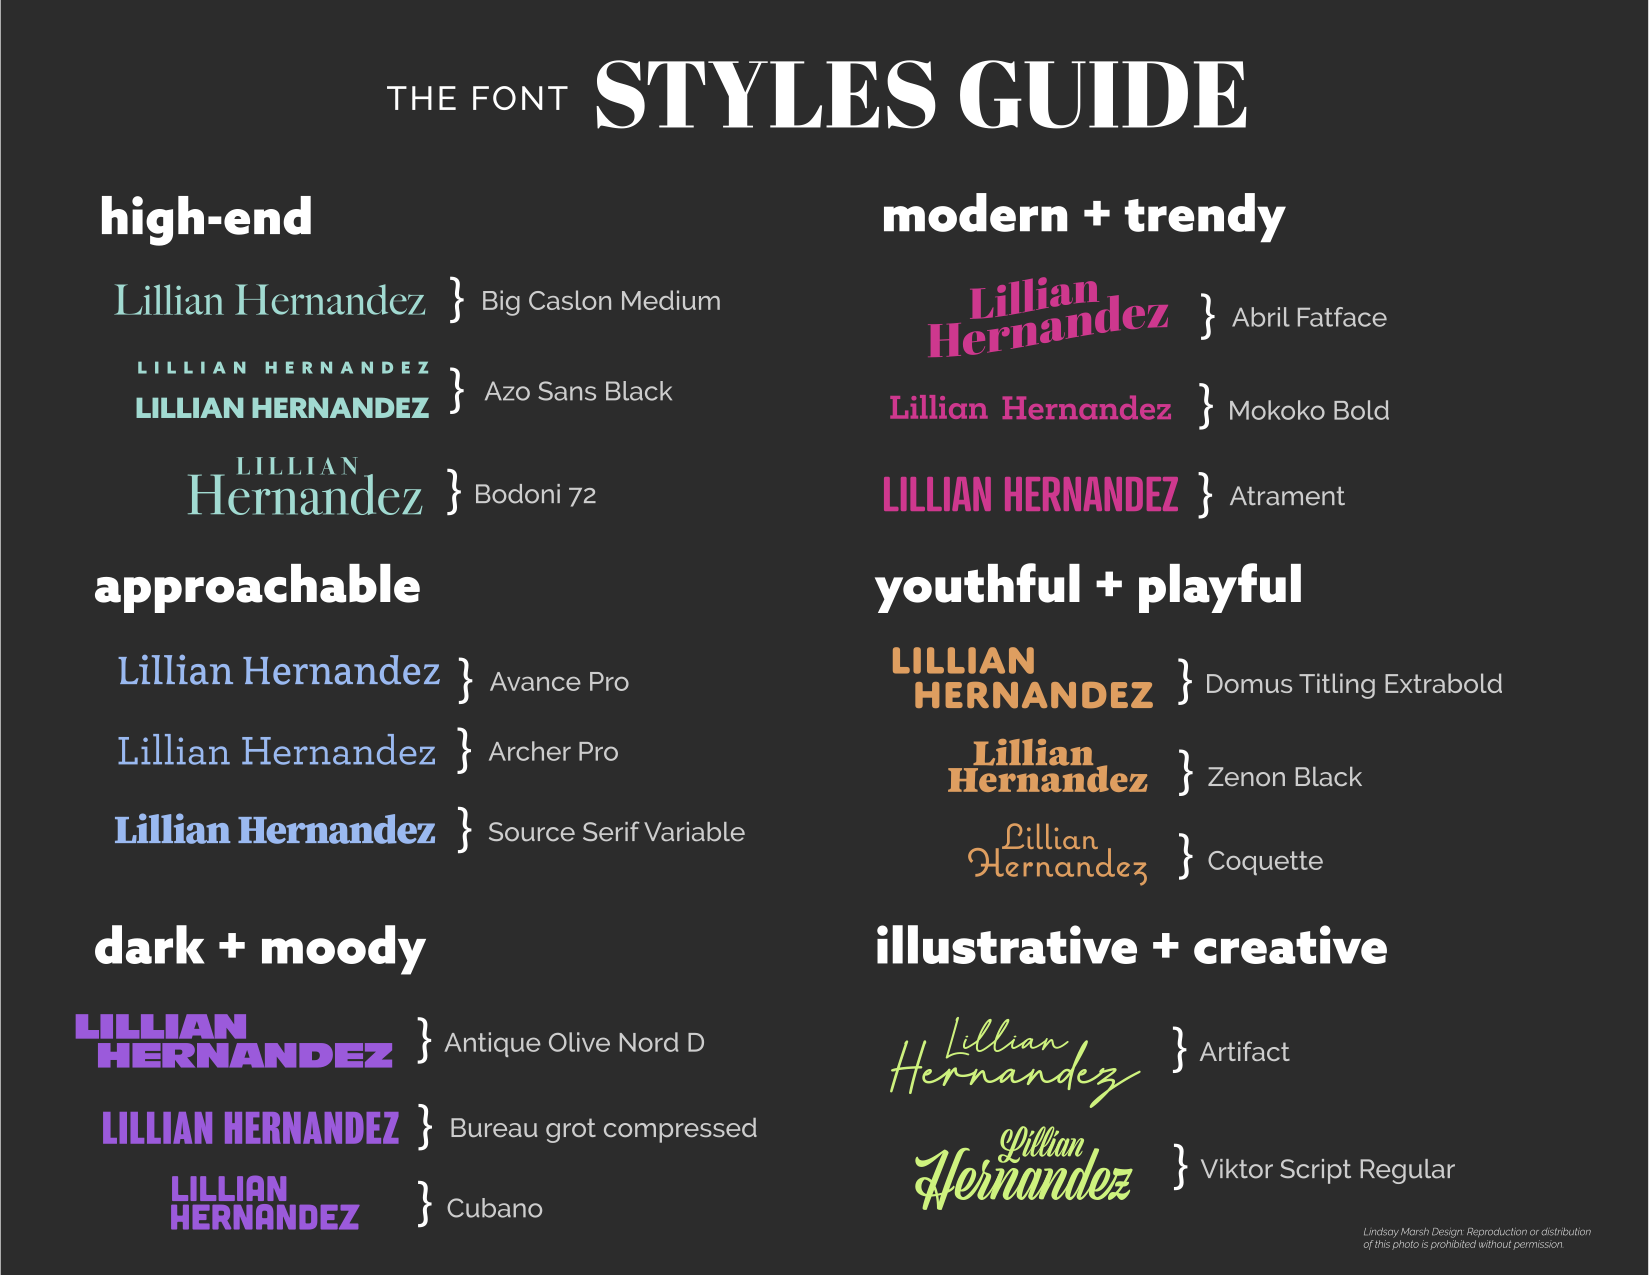 THE FONT STYLES GUIDE
high-end
Lillian Hernandez } Big Caslon Medium
LILLIAN HERNANDEZ
LILLIAN HERNANDEZ
} Azo Sans Black
LILLIAN
Hernandez
} Bodoni 72
modern + trendy
Lillian
Hernandez
} Abril Fatface
Lillian Hernandez } Mokoko Bold
LILLIAN HERNANDEZ } Atrament
approachable
Lillian Hernandez } Avance Pro
Lillian Hernandez } Archer Pro
Lillian Hernandez } Source Serif Variable
youthful + playful
LILLIAN
HERNANDEZ
} Domus Titling Extrabold
Lillian
Hernandez
} Zenon Black
Lillian
Hernandez
} Coquette
dark + moody
LILLIAN
HERNANDEZ
} Antique Olive Nord D
LILLIAN HERNANDEZ } Bureau grot compressed
LILLIAN
HERNANDEZ
} Cubano
illustrative + creative
Lillian
Hernandez
} Artifact
Lillian
Hernandez
} Viktor Script Regular
Lindsay Marsh Design: Reproduction or distribution
of this photo is prohibited without permission.